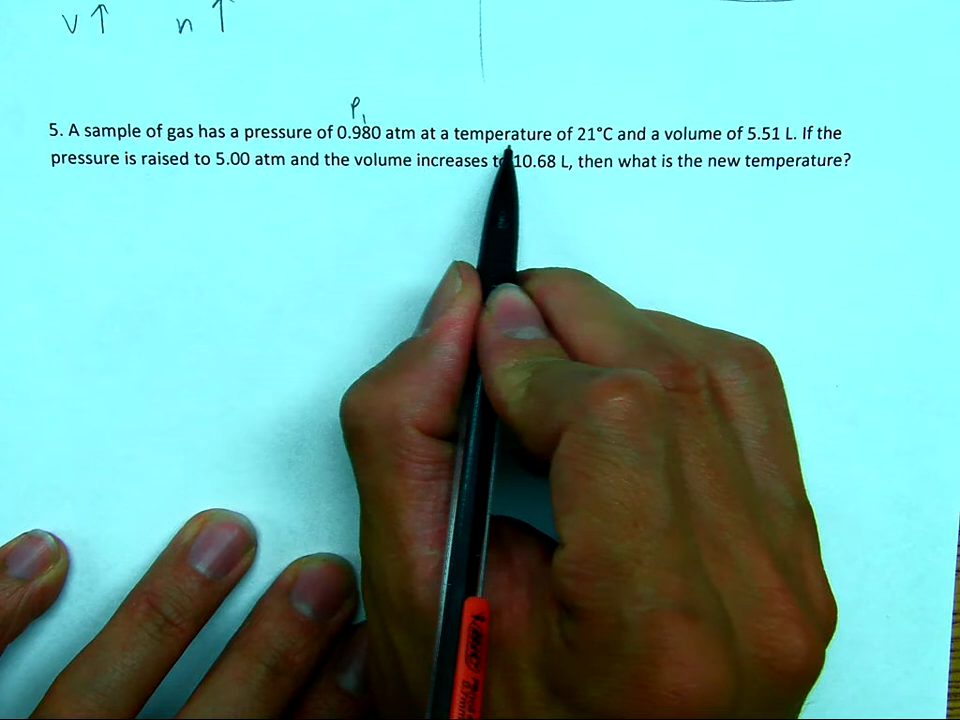 V↑ n↑
P₁
5. A sample of gas has a pressure of 0.980 atm at a temperature of 21°C and a volume of 5.51 L. If the
pressure is raised to 5.00 atm and the volume increases to 10.68 L, then what is the new temperature?